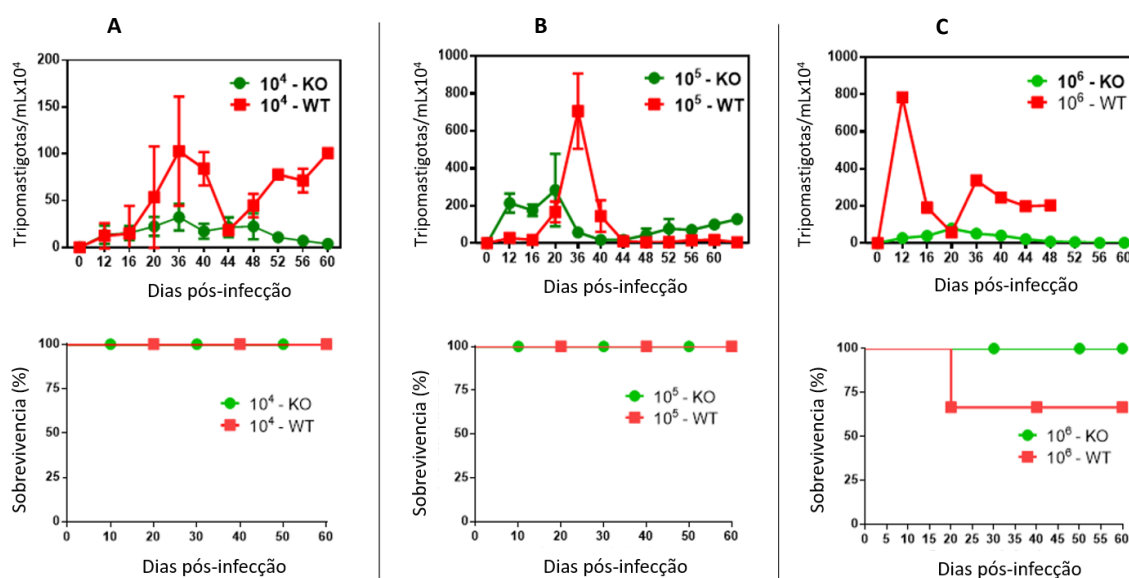 A
Tripomastigotas/mLx10⁴
200
150
100
50
0
10⁴ - KO
10⁴ - WT
0 12 16 20 36 40 44 48 52 56 60
Dias pós-infecção
Sobrevivencia (%)
100
75
50
25
0
10⁴ - KO
10⁴ - WT
0 10 20 30 40 50 60
Dias pós-infecção
B
Tripomastigotas/mLx10⁴
1000
800
600
400
200
0
10⁵ - KO
10⁵ - WT
0 12 16 20 36 40 44 48 52 56 60
Dias pós-infecção
Sobrevivencia (%)
100
75
50
25
0
10⁵ - KO
10⁵ - WT
0 10 20 30 40 50 60
Dias pós-infecção
C
Tripomastigotas/mLx10⁴
1000
800
600
400
200
0
10⁶ - KO
10⁶ - WT
0 12 16 20 36 40 44 48 52 56 60
Dias pós-infecção
Sobrevivencia (%)
100
75
50
25
0
10⁶ - KO
10⁶ - WT
0 5 10 15 20 25 30 35 40 45 50 55 60
Dias pós-infecção